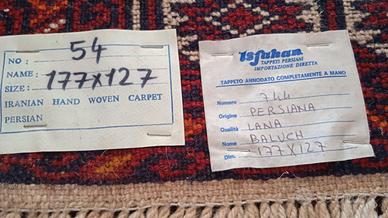 NO : 54
NAME :
SIZE : 177X127
IRANIAN HAND WOVEN CARPET
PERSIAN
Isfahan
TAPPETI PERSIANI
IMPORTAZIONE DIRETTA
TAPPETO ANNODATO COMPLETAMENTE A MANO
Numero 744
Origine PERSIANA
Qualità LANA
Nome BALUCH
Dim. 177X127